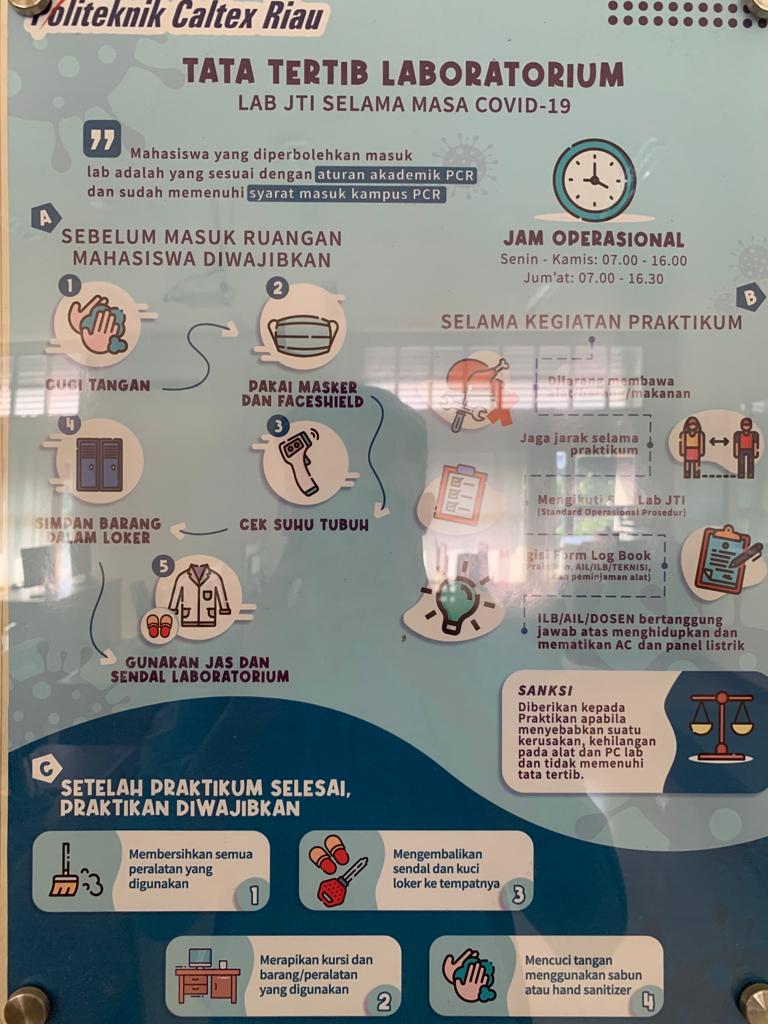 Politeknik Caltex Riau
TATA TERTIB LABORATORIUM
LAB JTI SELAMA MASA COVID-19
Mahasiswa yang diperbolehkan masuk
lab adalah yang sesuai dengan aturan akademik PCR
dan sudah memenuhi syarat masuk kampus PCR
JAM OPERASIONAL
Senin - Kamis: 07.00 - 16.00
Jum'at: 07.00 - 16.30
A
SEBELUM MASUK RUANGAN
MAHASISWA DIWAJIBKAN
1
CUCI TANGAN
2
PAKAI MASKER
DAN FACESHIELD
3
CEK SUHU TUBUH
4
SIMPAN BARANG
DALAM LOKER
5
GUNAKAN JAS DAN
SENDAL LABORATORIUM
B
SELAMA KEGIATAN PRAKTIKUM
Dilarang membawa
alat/barang/makanan
Jaga jarak selama
praktikum
Mengikuti Lab JTI
(Standard Operasional Prosedur)
Form Log Book
AIL/ILB/TEKNISI,
dan peminjaman alat)
ILB/AIL/DOSEN bertanggung
jawab atas menghidupkan dan
mematikan AC dan panel listrik
SANKSI
Diberikan kepada
Praktikan apabila
menyebabkan suatu
kerusakan, kehilangan
pada alat dan PC lab
dan tidak memenuhi
tata tertib.
C
SETELAH PRAKTIKUM SELESAI,
PRAKTIKAN DIWAJIBKAN
Membersihkan semua
peralatan yang
digunakan
1
Merapikan kursi dan
barang/peralatan
yang digunakan
2
Mengembalikan
sendal dan kuci
loker ke tempatnya
3
Mencuci tangan
menggunakan sabun
atau hand sanitizer
4